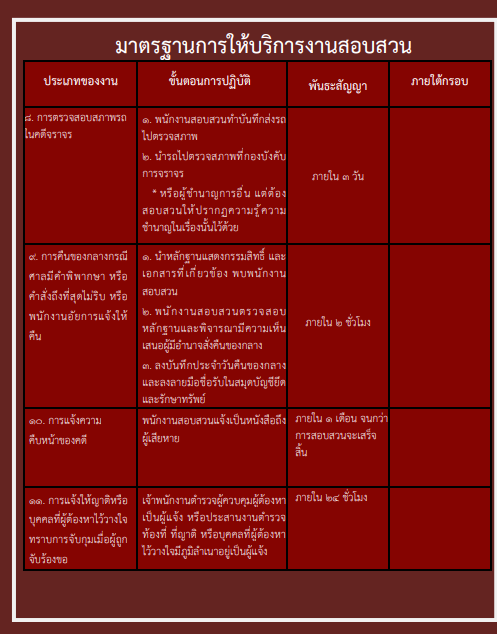 มาตรฐานการให้บริการงานสอบสวน
ประเภทของงาน
ขั้นตอนการปฏิบัติ
พันธะสัญญา
ภายใต้กรอบ
๘. การตรวจสอบสภาพรถ
ในคดีจราจร
๑. พนักงานสอบสวนทำบันทึกส่งรถ
ไปตรวจสภาพ
๒. นำรถไปตรวจสภาพที่กองบังคับ
การจราจร
* หรือผู้ชำนาญการอื่น แต่ต้อง
สอบสวนให้ปรากฏความรู้ความ
ชำนาญในเรื่องนั้นไว้ด้วย
ภายใน ๓ วัน
๙. การคืนของกลางกรณี
ศาลมีคำพิพากษา หรือ
คำสั่งถึงที่สุดไม่ริบ หรือ
พนักงานอัยการแจ้งให้
คืน
๑. นำหลักฐานแสดงกรรมสิทธิ์ และ
เอกสารที่เกี่ยวข้อง พบพนักงาน
สอบสวน
๒. พนักงานสอบสวนตรวจสอบ
หลักฐานและพิจารณามีความเห็น
เสนอผู้มีอำนาจสั่งคืนของกลาง
๓. ลงบันทึกประจำวันคืนของกลาง
และลงลายมือชื่อรับในสมุดบัญชียึด
และรักษาทรัพย์
ภายใน ๒ ชั่วโมง
๑๐. การแจ้งความ
คืบหน้าของคดี
พนักงานสอบสวนแจ้งเป็นหนังสือถึง
ผู้เสียหาย
ภายใน ๑ เดือน จนกว่า
การสอบสวนจะเสร็จ
สิ้น
๑๑. การแจ้งให้ญาติหรือ
บุคคลที่ผู้ต้องหาไว้วางใจ
ทราบการจับกุมเมื่อผู้ถูก
จับร้องขอ
เจ้าพนักงานตำรวจผู้ควบคุมผู้ต้องหา
เป็นผู้แจ้ง หรือประสานงานตำรวจ
ท้องที่ ที่ญาติ หรือบุคคลที่ผู้ต้องหา
ไว้วางใจมีภูมิลำเนาอยู่เป็นผู้แจ้ง
ภายใน ๒๔ ชั่วโมง